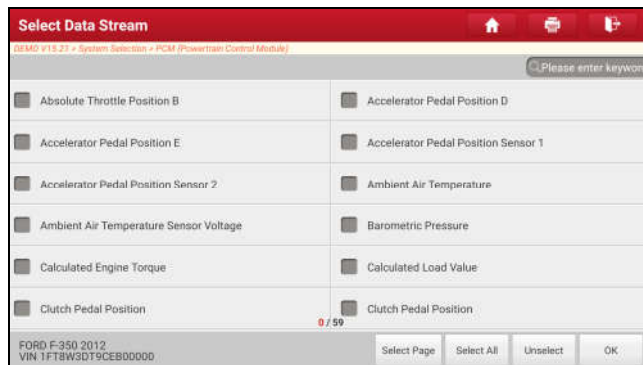 Select Data Stream
DEMO V15.21 > System Selection > PCM (Powertrain Control Module)
Please enter keywor
Absolute Throttle Position B
Accelerator Pedal Position D
Accelerator Pedal Position E
Accelerator Pedal Position Sensor 1
Accelerator Pedal Position Sensor 2
Ambient Air Temperature
Ambient Air Temperature Sensor Voltage
Barometric Pressure
Calculated Engine Torque
Calculated Load Value
Clutch Pedal Position
Clutch Pedal Position
0 / 59
FORD F-350 2012
VIN 1FT8W3DT9CEB00000
Select Page
Select All
Unselect
OK